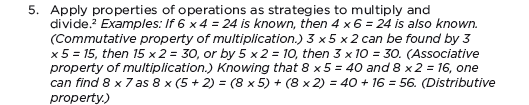 5. Apply properties of operations as strategies to multiply and
divide.² Examples: If 6 x 4 = 24 is known, then 4 x 6 = 24 is also known.
(Commutative property of multiplication.) 3 x 5 x 2 can be found by 3
x 5 = 15, then 15 x 2 = 30, or by 5 x 2 = 10, then 3 x 10 = 30. (Associative
property of multiplication.) Knowing that 8 x 5 = 40 and 8 x 2 = 16, one
can find 8 x 7 as 8 x (5 + 2) = (8 x 5) + (8 x 2) = 40 + 16 = 56. (Distributive
property.)